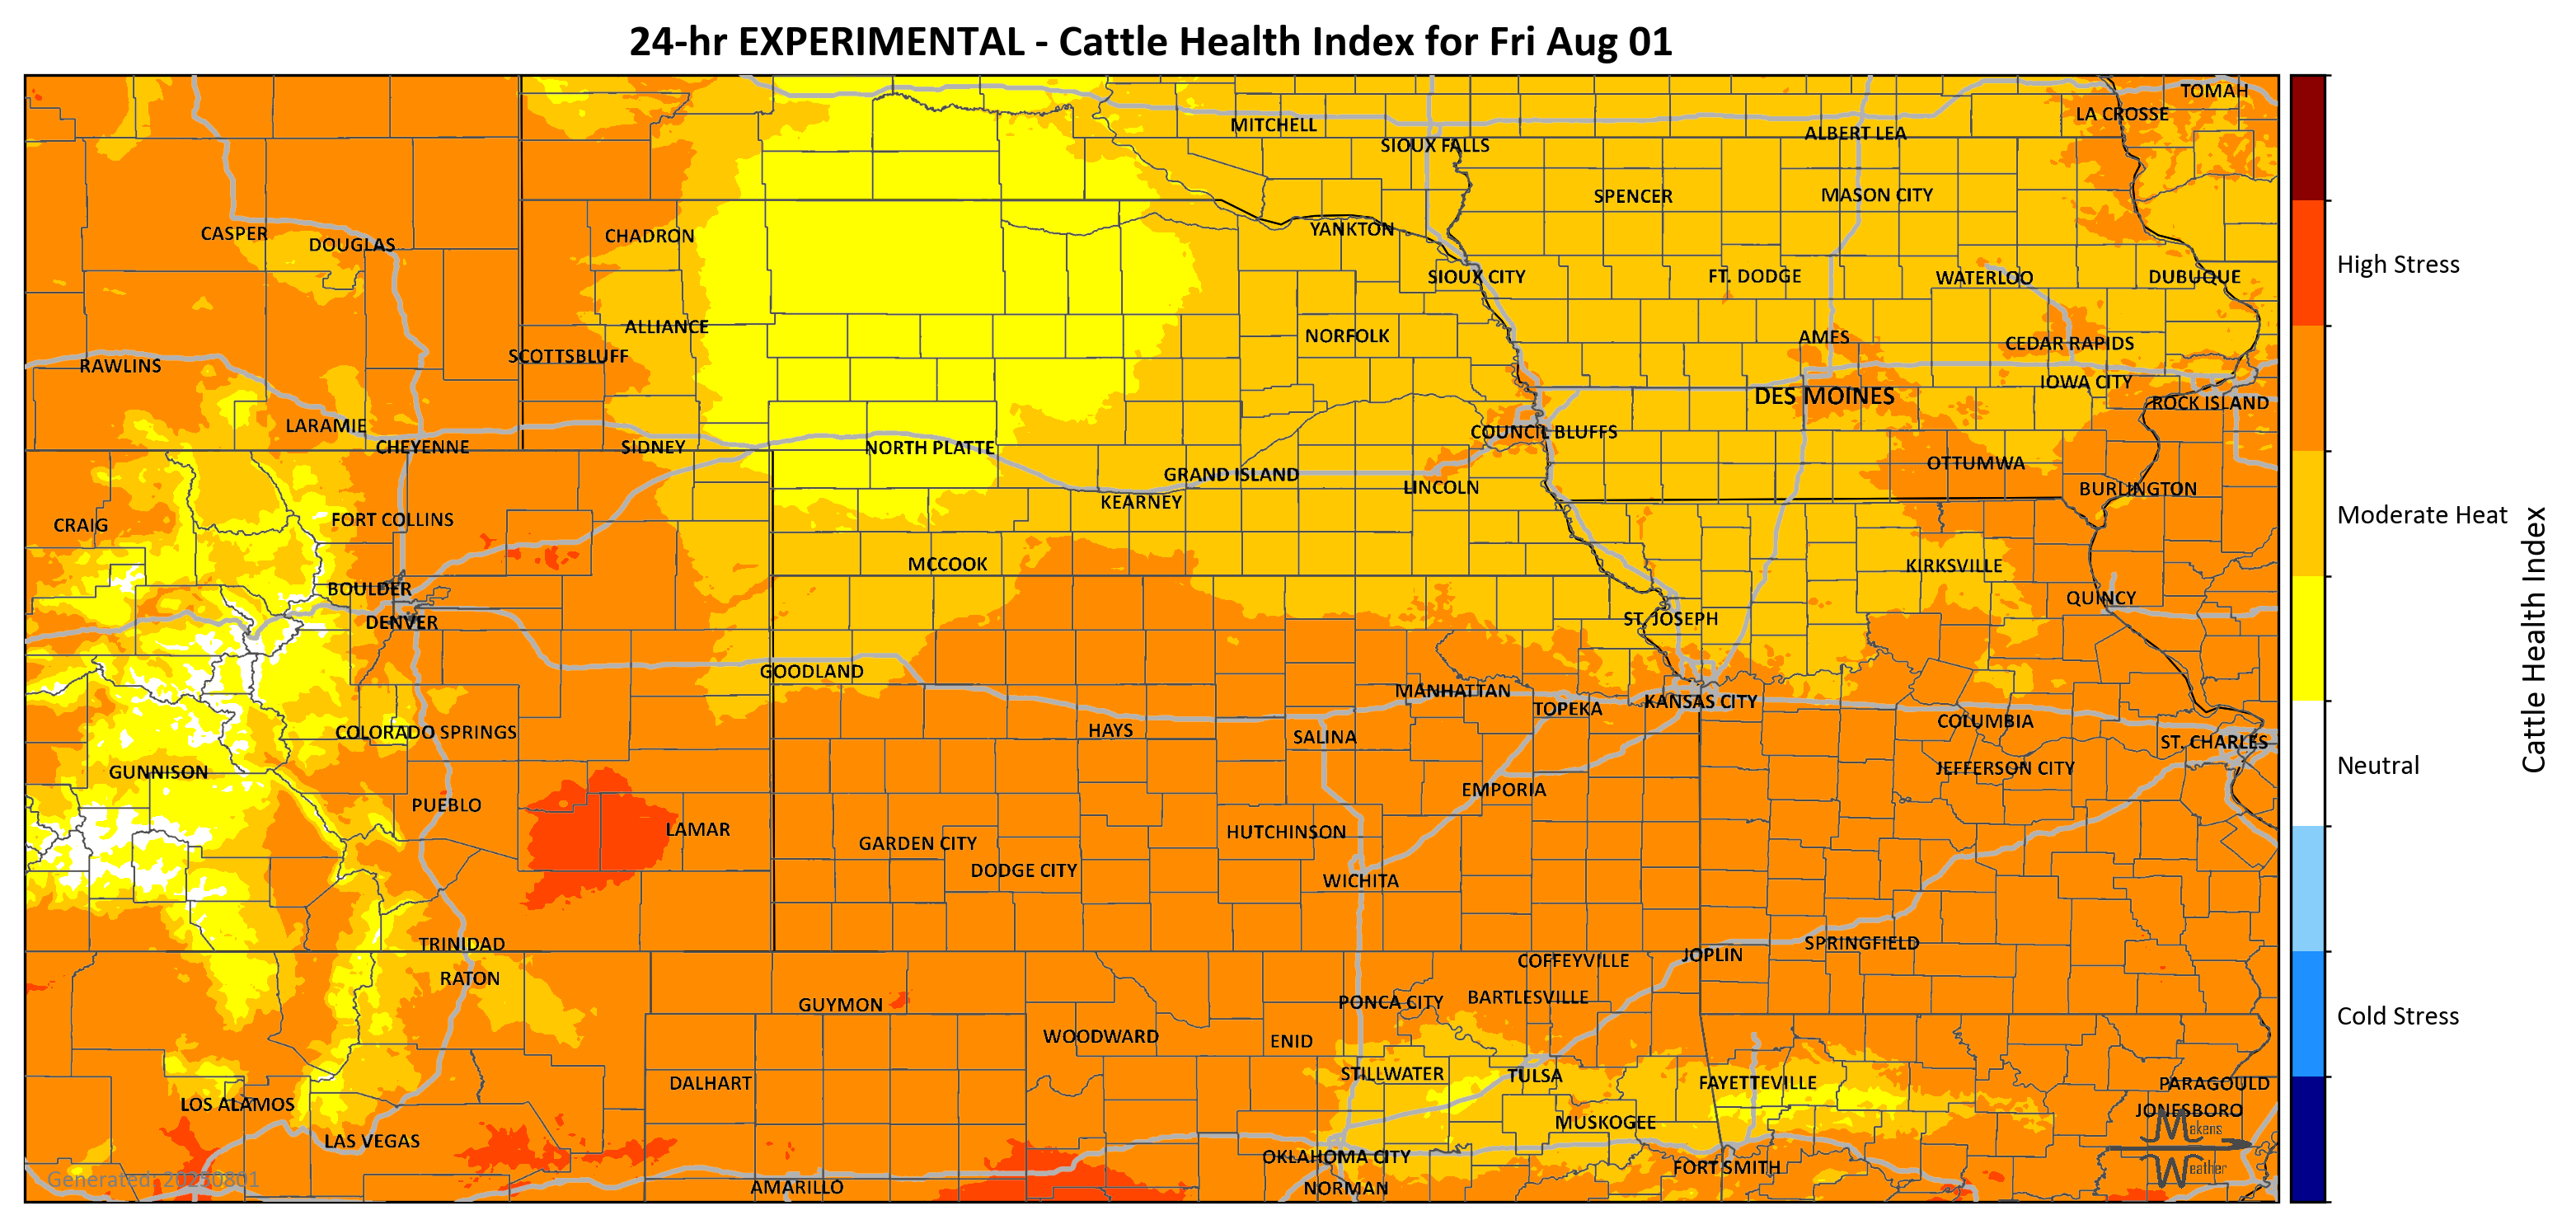 24-hr EXPERIMENTAL - Cattle Health Index for Fri Aug 01
TOMAH
LA CROSSE
MITCHELL
ALBERT LEA
SIOUX FALLS
SPENCER
MASON CITY
CASPER
DOUGLAS
CHADRON
YANKTON
SIOUX CITY
FT. DODGE
WATERLOO
DUBUQUE
High Stress
ALLIANCE
NORFOLK
AMES
CEDAR RAPIDS
SCOTTSBLUFF
RAWLINS
IOWA CITY
DES MOINES
ROCK ISLAND
LARAMIE
CHEYENNE
SIDNEY
NORTH PLATTE
COUNCIL BLUFFS
GRAND ISLAND
OTTUMWA
LINCOLN
BURLINGTON
KEARNEY
CRAIG
FORT COLLINS
Moderate Heat
MCCOOK
KIRKSVILLE
BOULDER
QUINCY
DENVER
ST. JOSEPH
Cattle Health Index
GOODLAND
MANHATTAN
TOPEKA
KANSAS CITY
COLORADO SPRINGS
HAYS
SALINA
COLUMBIA
ST. CHARLES
GUNNISON
JEFFERSON CITY
Neutral
PUEBLO
EMPORIA
LAMAR
GARDEN CITY
HUTCHINSON
DODGE CITY
WICHITA
TRINIDAD
SPRINGFIELD
JOPLIN
COFFEYVILLE
RATON
GUYMON
PONCA CITY
BARTLESVILLE
Cold Stress
WOODWARD
ENID
STILLWATER
TULSA
DALHART
FAYETTEVILLE
PARAGOULD
LOS ALAMOS
JONESBORO
MUSKOGEE
Makens
LAS VEGAS
OKLAHOMA CITY
FORT SMITH
Weather
Generated: 20250801
AMARILLO
NORMAN